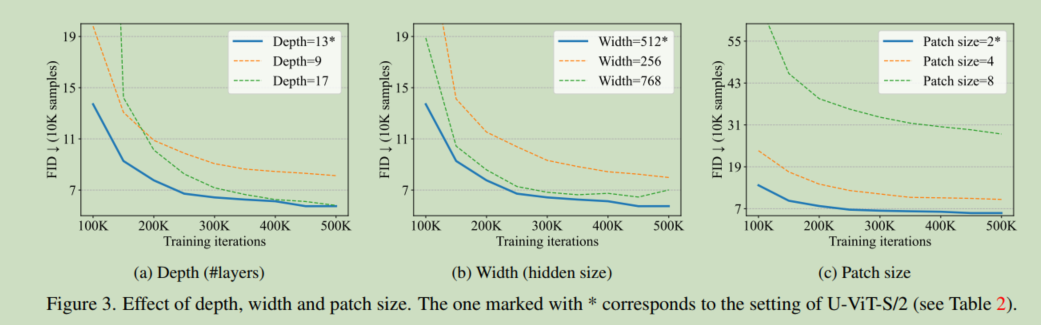 FID ↓ (10K samples)
19
15
11
7
Depth=13*
Depth=9
Depth=17
100K 200K 300K 400K 500K
Training iterations
(a) Depth (#layers)
FID ↓ (10K samples)
19
15
11
7
Width=512*
Width=256
Width=768
100K 200K 300K 400K 500K
Training iterations
(b) Width (hidden size)
FID ↓ (10K samples)
55
43
31
19
7
Patch size=2*
Patch size=4
Patch size=8
100K 200K 300K 400K 500K
Training iterations
(c) Patch size
Figure 3. Effect of depth, width and patch size. The one marked with * corresponds to the setting of U-ViT-S/2 (see Table 2).